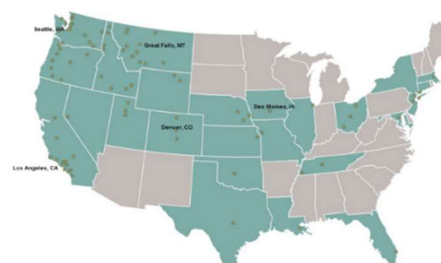 Seattle, WA
Great Falls, MT
Des Moines, IA
Denver, CO
Los Angeles, CA